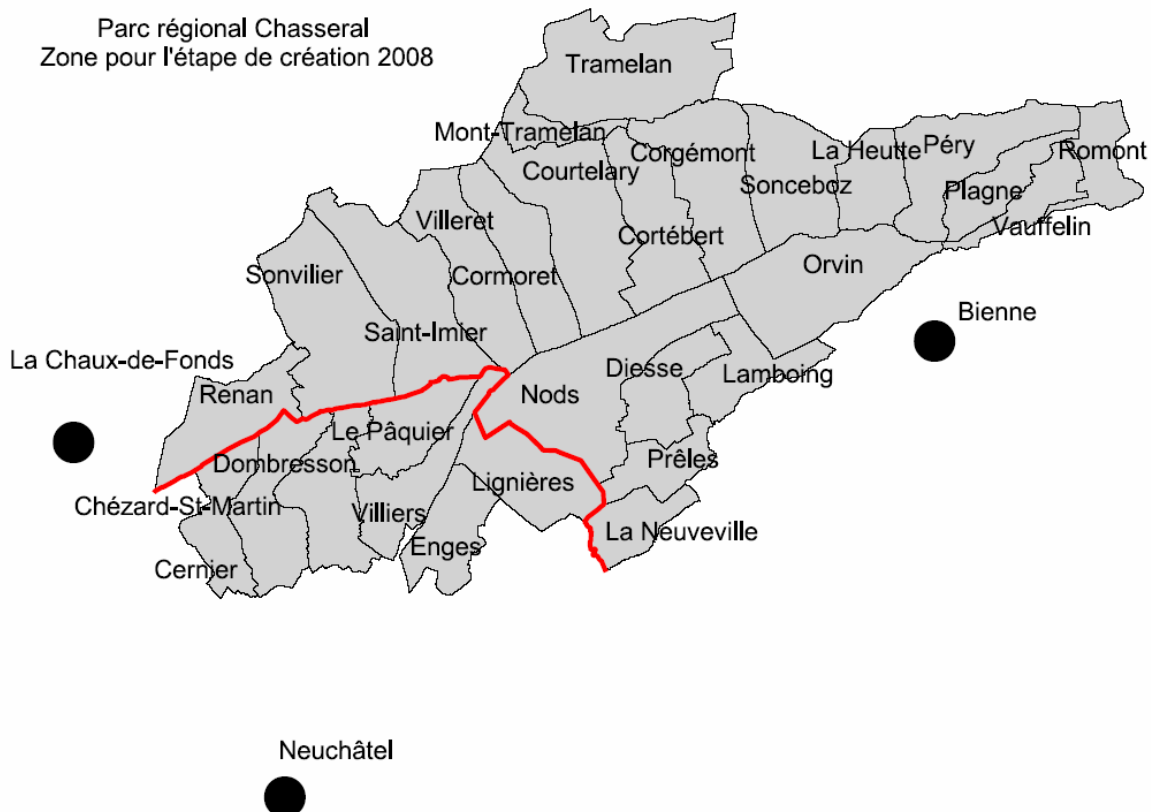 Parc régional Chasseral
Zone pour l'étape de création 2008
Tramelan
Mont-Tramelan
Courtelary
Corgémont
La Heutte
Péry
Romont
Sonceboz
Plagne
Vauffelin
Villeret
Cortébert
Orvin
Sonvilier
Cormoret
Bienne
Saint-Imier
La Chaux-de-Fonds
Diesse
Lamboing
Renan
Nods
Le Pâquier
Dombresson
Prêles
Lignières
Chézard-St-Martin
Villiers
La Neuveville
Enges
Cernier
Neuchâtel